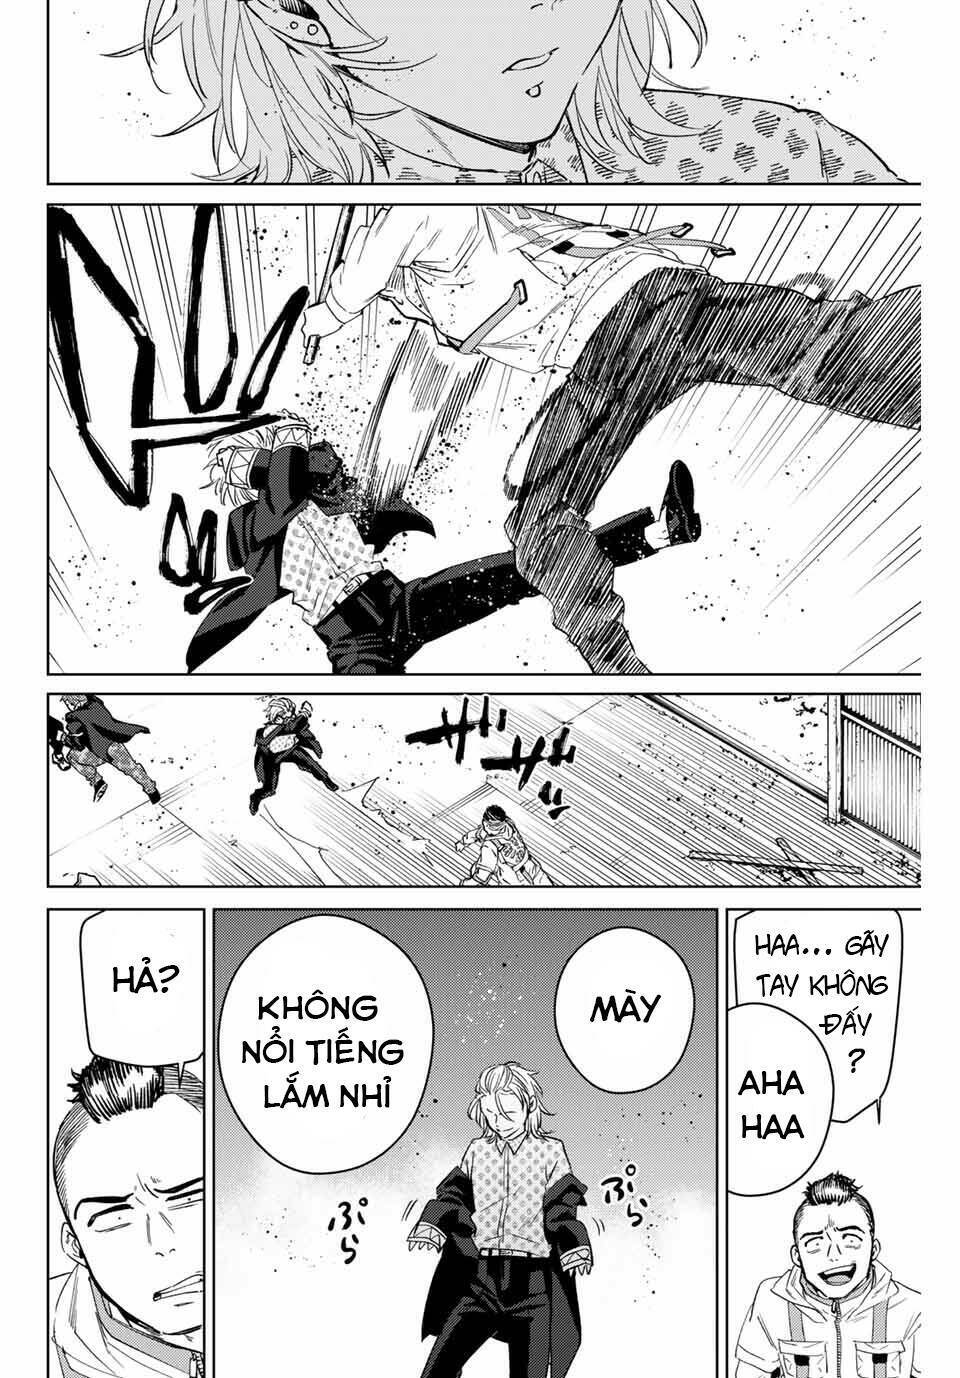 HAA... GÃY
TAY KHÔNG
ĐẤY
?
AHA
HAA
MÀY
KHÔNG
NỔI TIẾNG
LẮM NHỈ
ぷら
ぷら
HẢ?